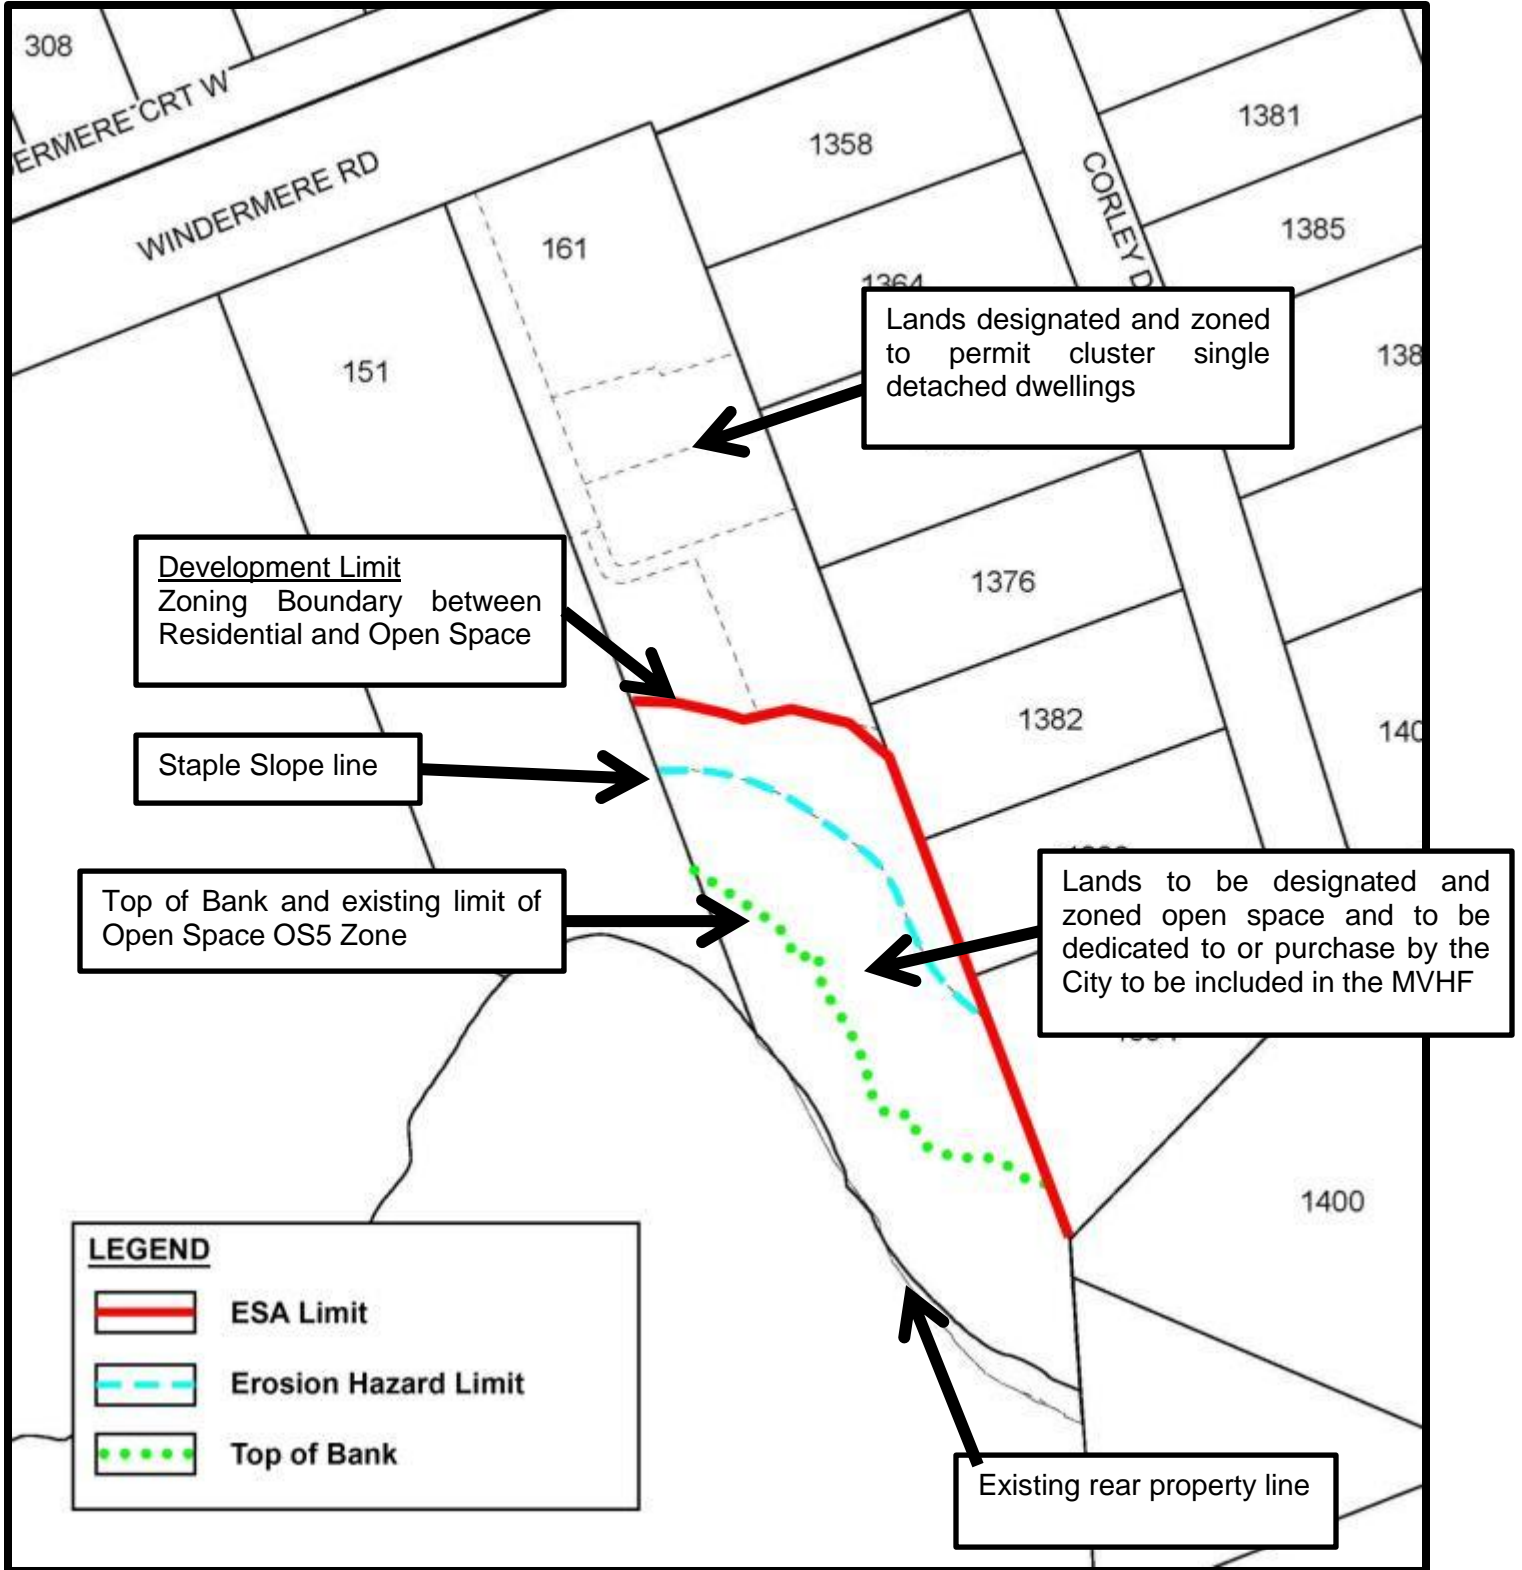 308
DERMERE CRT W
WINDERMERE RD
1358
1381
CORLEY D
161
1385
1364
Lands designated and zoned
to permit cluster single
detached dwellings
138
151
Development Limit
Zoning Boundary between
Residential and Open Space
1376
1382
140
Staple Slope line
Top of Bank and existing limit of
Open Space OS5 Zone
Lands to be designated and
zoned open space and to be
dedicated to or purchase by the
City to be included in the MVHF
1400
LEGEND
ESA Limit
Erosion Hazard Limit
Top of Bank
Existing rear property line